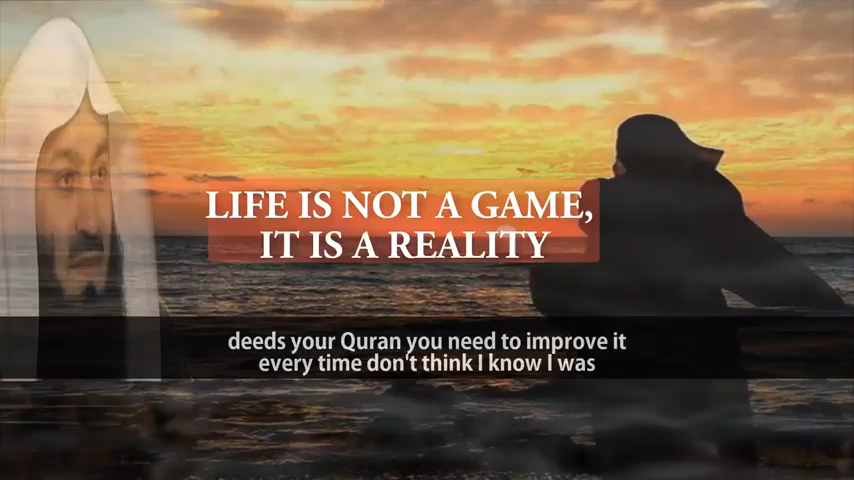 LIFE IS NOT A GAME,
IT IS A REALITY
deeds your Quran you need to improve it
every time don't think I know I was